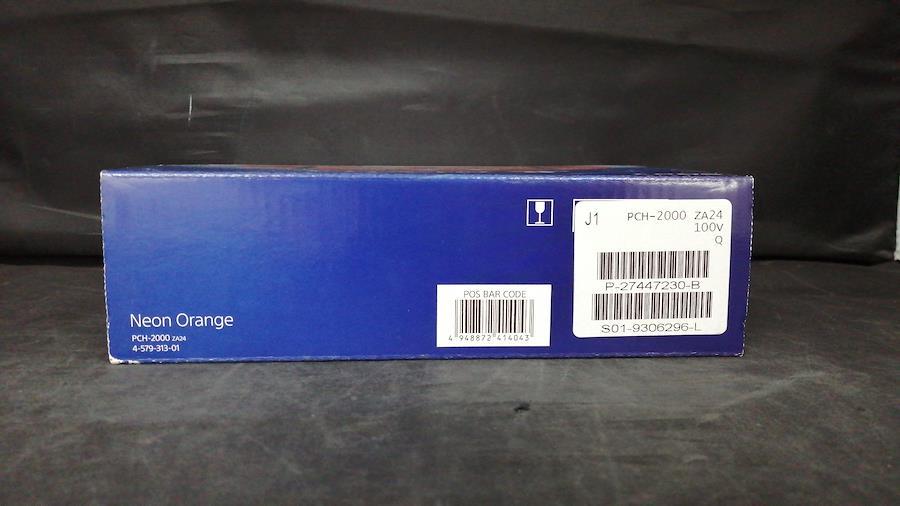 Neon Orange
PCH-2000 ZA24
4-579-313-01
POS BAR CODE
4 948872 414043
J1
PCH-2000 ZA24
100V
Q
P-27447230-B
S01-9306296-L